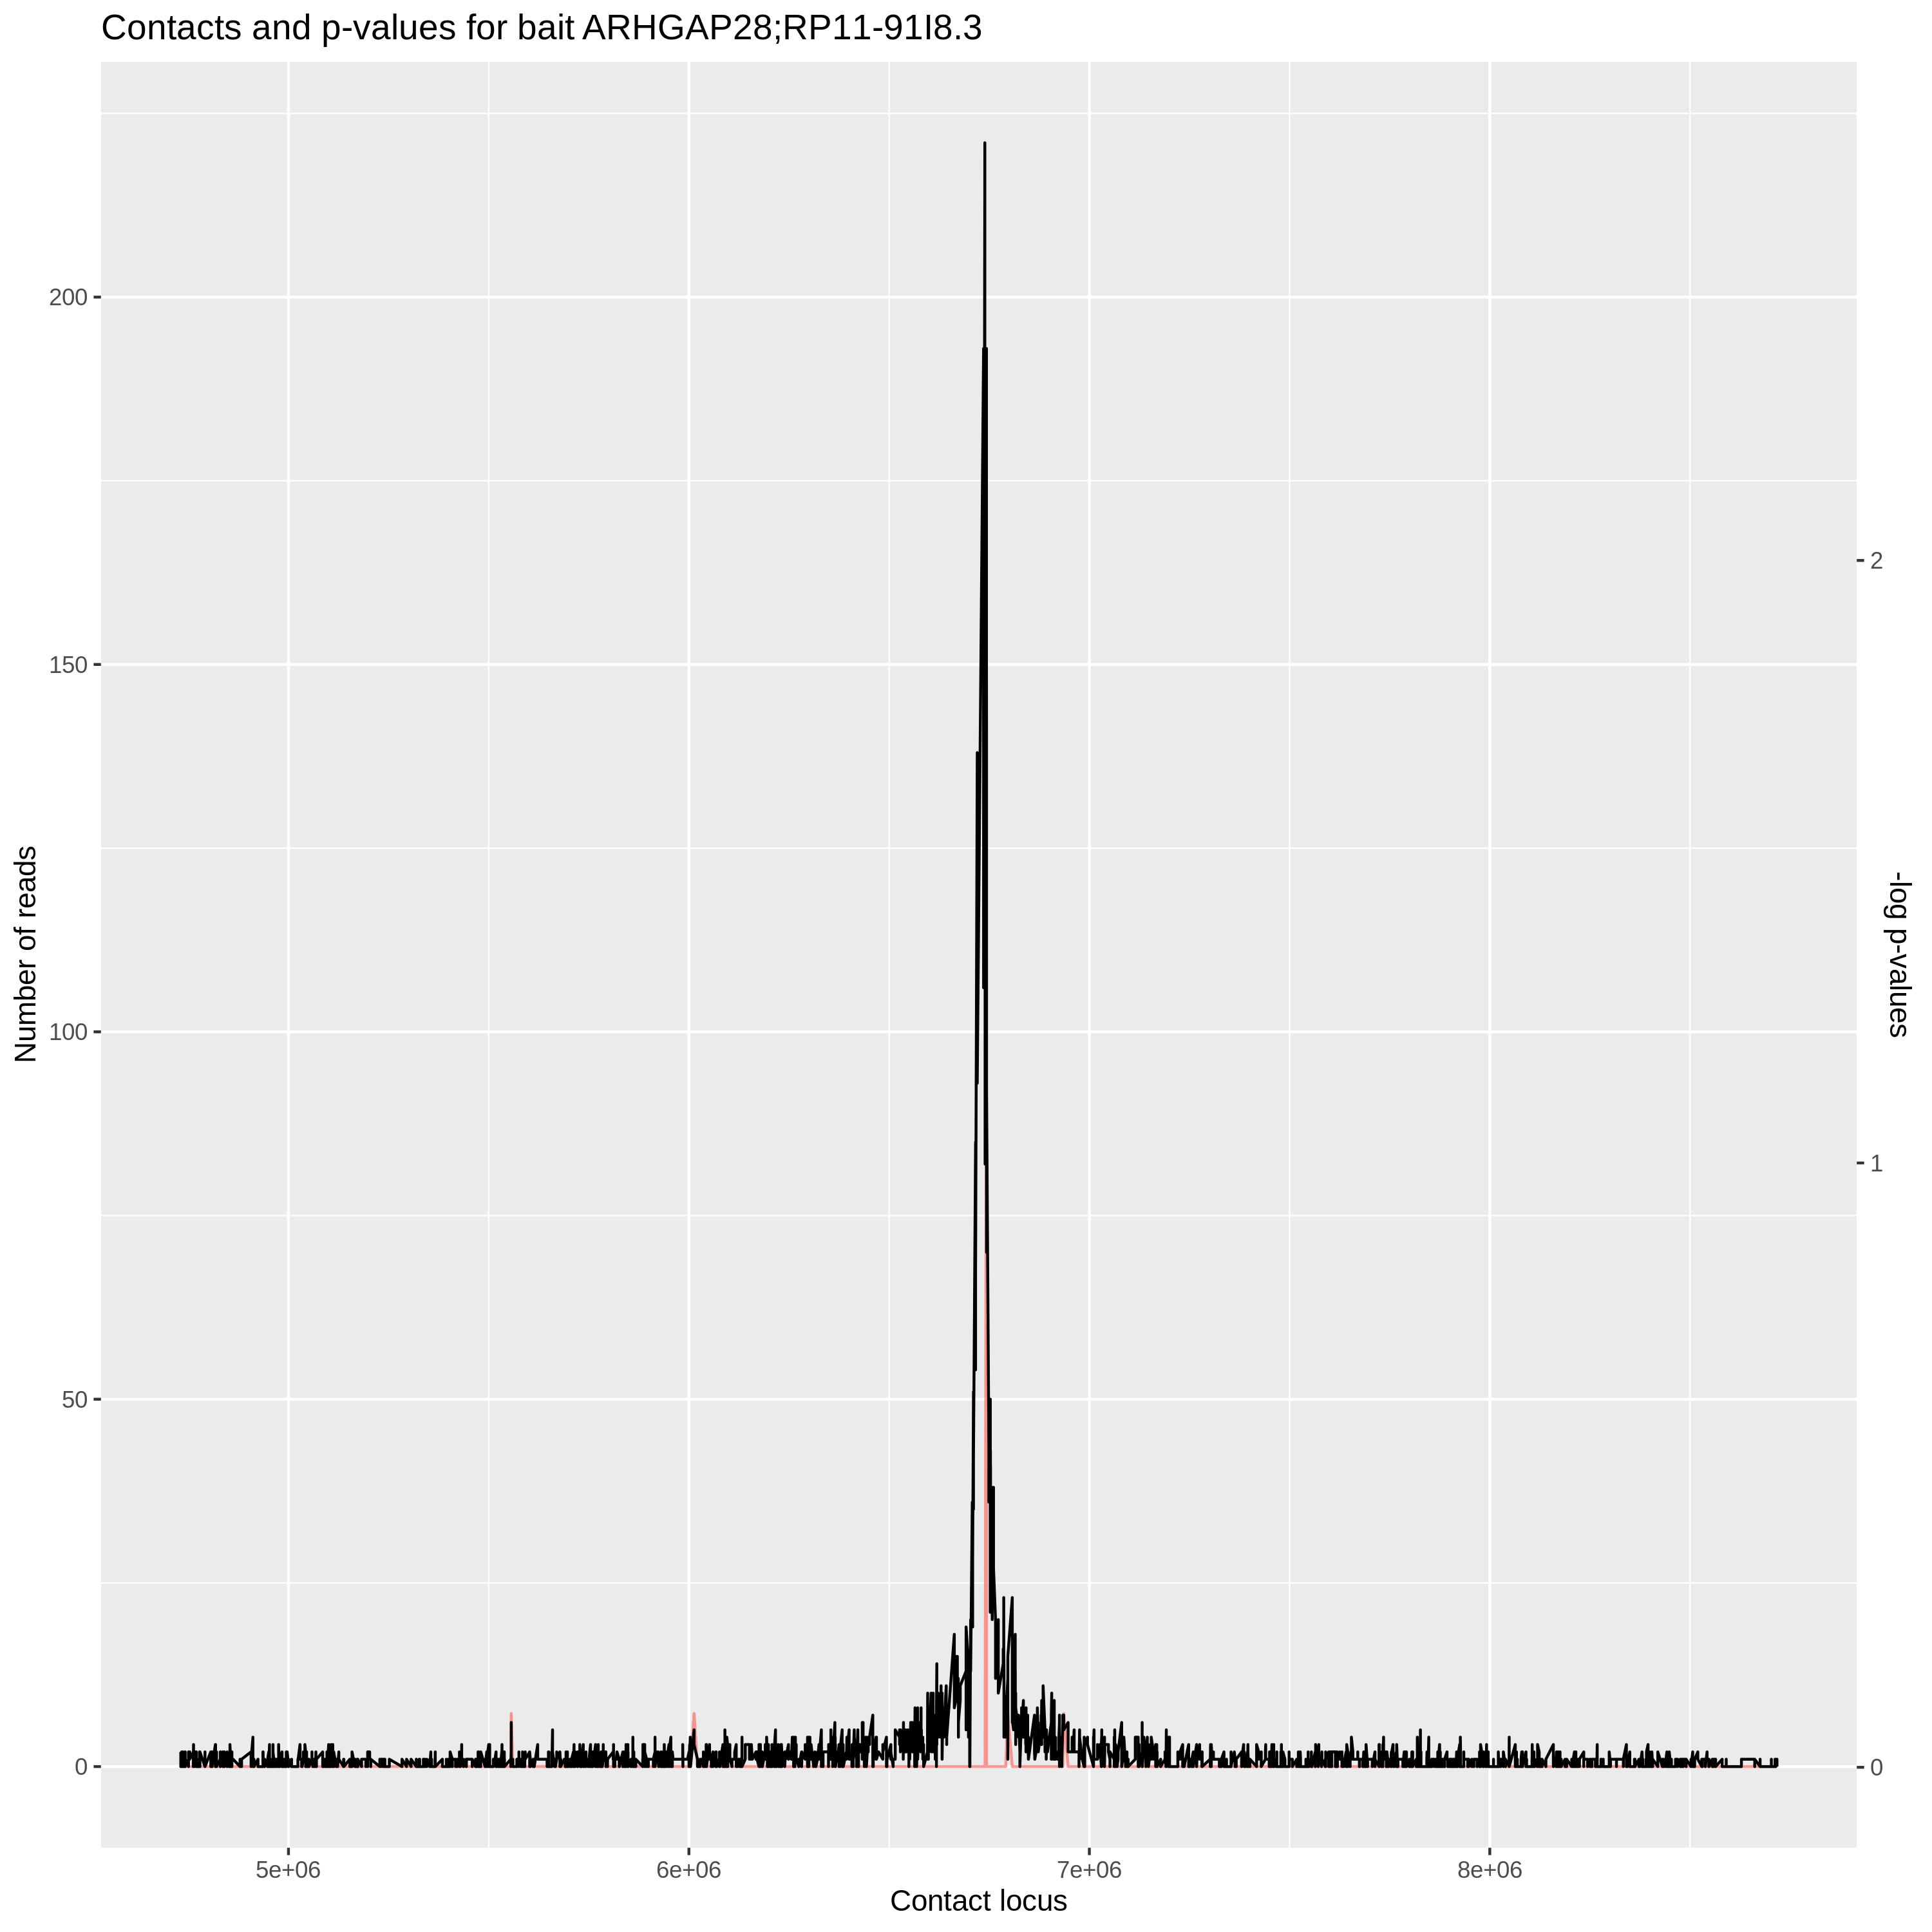 Contacts and p-values for bait ARHGAP28;RP11-91I8.3
Number of reads
200
150
100
50
0
2
1
0
-log p-values
5e+06
6e+06
7e+06
8e+06
Contact locus